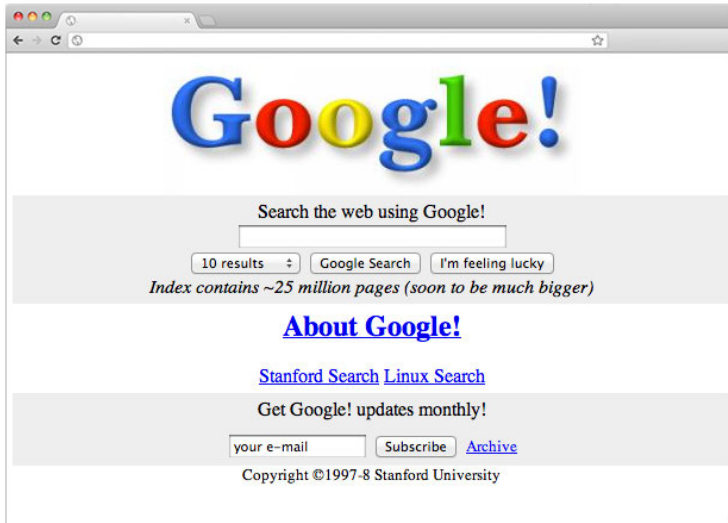 Google!
Search the web using Google!
10 results Google Search I'm feeling lucky
Index contains ~25 million pages (soon to be much bigger)
About Google!
Stanford Search Linux Search
Get Google! updates monthly!
your e-mail Subscribe Archive
Copyright ©1997-8 Stanford University